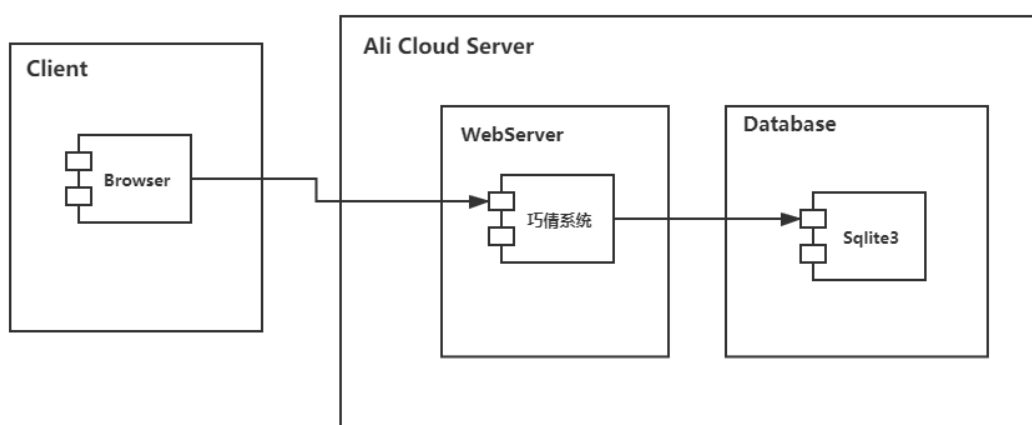 Client
Browser
Ali Cloud Server
WebServer
巧倩系统
Database
Sqlite3